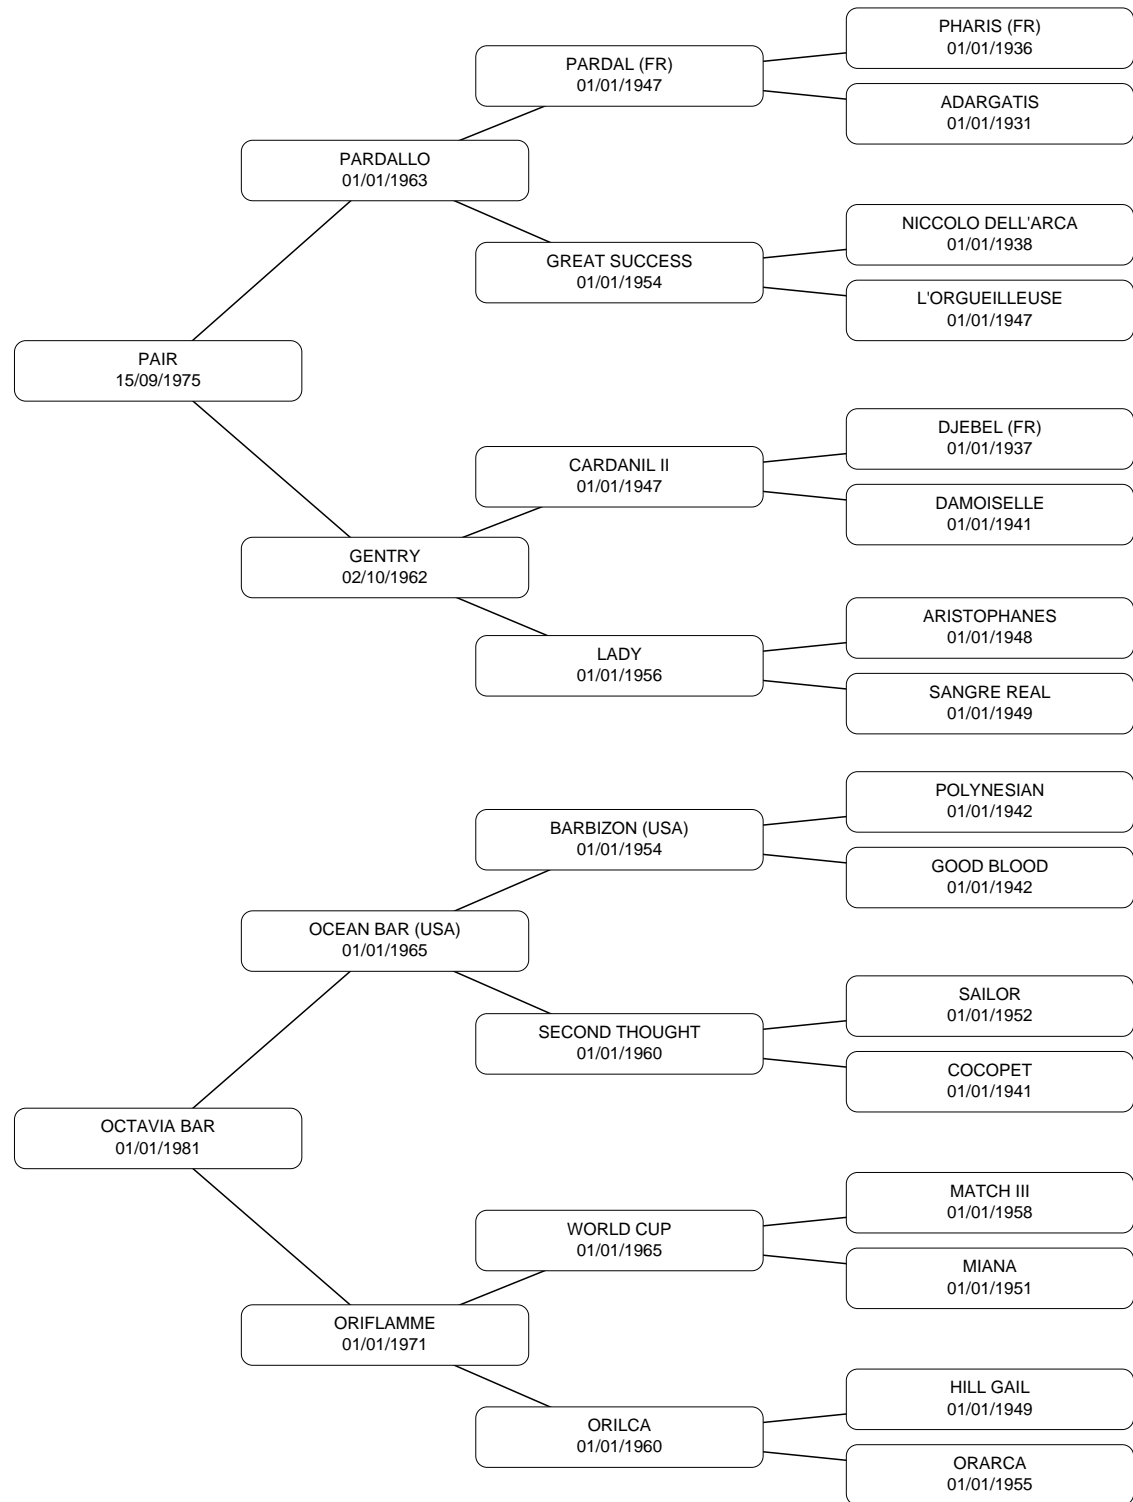 PHARIS (FR)
01/01/1936
PARDAL (FR)
01/01/1947
ADARGATIS
01/01/1931
PARDALLO
01/01/1963
NICCOLO DELL'ARCA
01/01/1938
GREAT SUCCESS
01/01/1954
L'ORGUEILLEUSE
01/01/1947
PAIR
15/09/1975
DJEBEL (FR)
01/01/1937
CARDANIL II
01/01/1947
DAMOISELLE
01/01/1941
GENTRY
02/10/1962
ARISTOPHANES
01/01/1948
LADY
01/01/1956
SANGRE REAL
01/01/1949
POLYNESIAN
01/01/1942
BARBIZON (USA)
01/01/1954
GOOD BLOOD
01/01/1942
OCEAN BAR (USA)
01/01/1965
SAILOR
01/01/1952
SECOND THOUGHT
01/01/1960
COCOPET
01/01/1941
OCTAVIA BAR
01/01/1981
MATCH III
01/01/1958
WORLD CUP
01/01/1965
MIANA
01/01/1951
ORIFLAMME
01/01/1971
HILL GAIL
01/01/1949
ORILCA
01/01/1960
ORARCA
01/01/1955